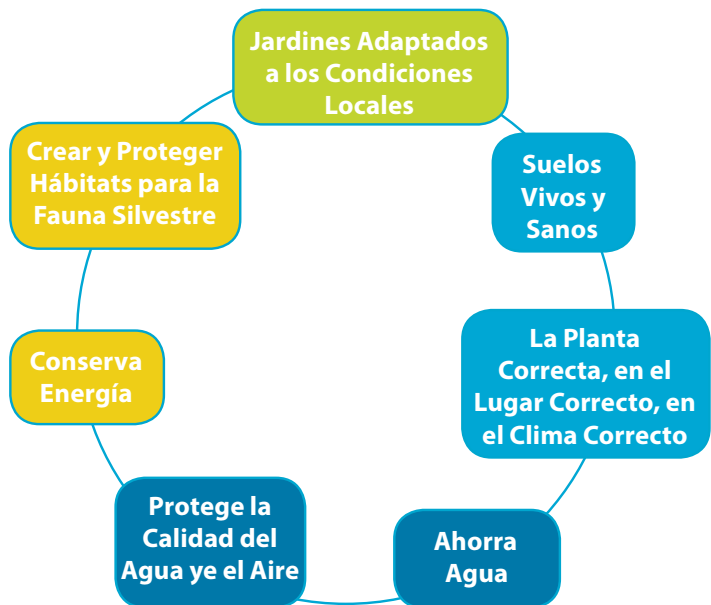 Jardines Adaptados
a los Condiciones
Locales
Suelos
Vivos y
Sanos
La Planta
Correcta, en el
Lugar Correcto, en
el Clima Correcto
Ahorra
Agua
Protege la
Calidad del
Agua ye el Aire
Conserva
Energía
Crear y Proteger
Hábitats para la
Fauna Silvestre